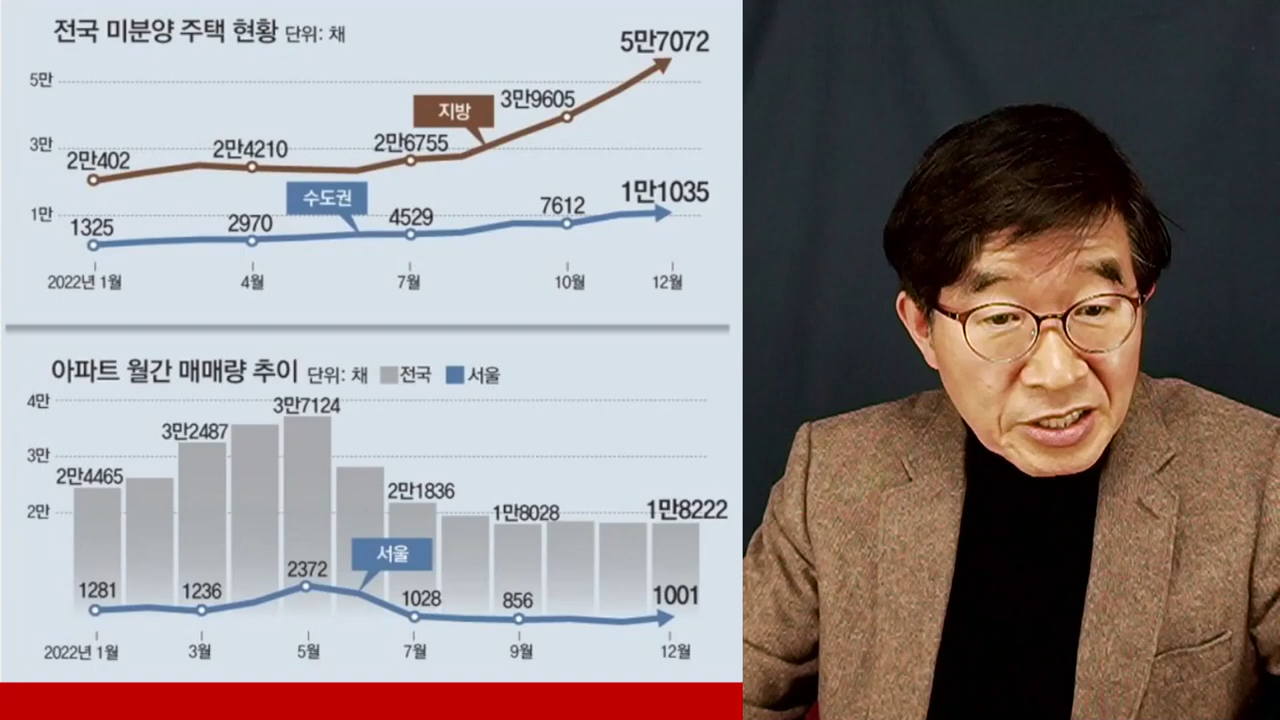 전국 미분양 주택 현황 단위: 채
5만
3만
1만
2만402
2만4210
2만6755
3만9605
5만7072
지방
수도권
1325
2970
4529
7612
1만1035
2022년 1월
4월
7월
10월
12월
아파트 월간 매매량 추이 단위: 채 전국 서울
4만
3만
2만
2만4465
3만2487
3만7124
2만1836
1만8028
1만8222
서울
1281
1236
2372
1028
856
1001
2022년 1월
3월
5월
7월
9월
12월